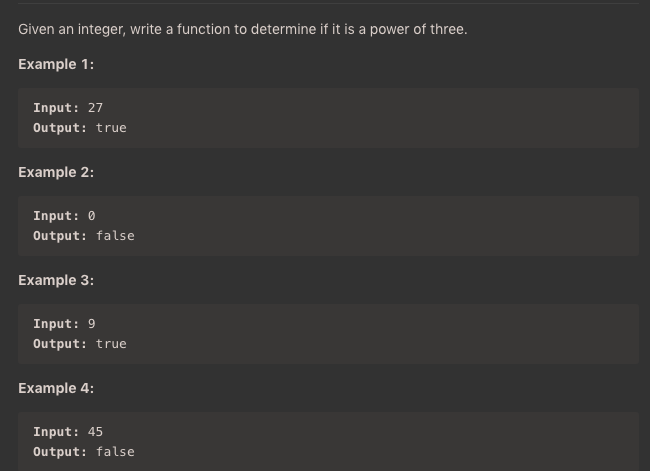 Given an integer, write a function to determine if it is a power of three.
Example 1:
Input: 27
Output: true
Example 2:
Input: 0
Output: false
Example 3:
Input: 9
Output: true
Example 4:
Input: 45
Output: false